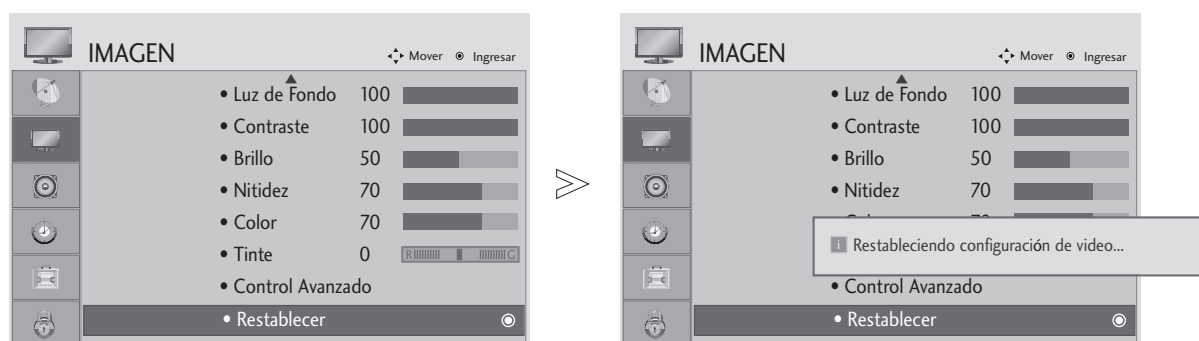 IMAGEN
Mover Ingresar
• Luz de Fondo 100
• Contraste 100
• Brillo 50
• Nitidez 70
• Color 70
• Tinte 0 R G
• Control Avanzado
• Restablecer
IMAGEN
Mover Ingresar
• Luz de Fondo 100
• Contraste 100
• Brillo 50
• Nitidez 70
i Restableciendo configuración de video...
• Control Avanzado
• Restablecer